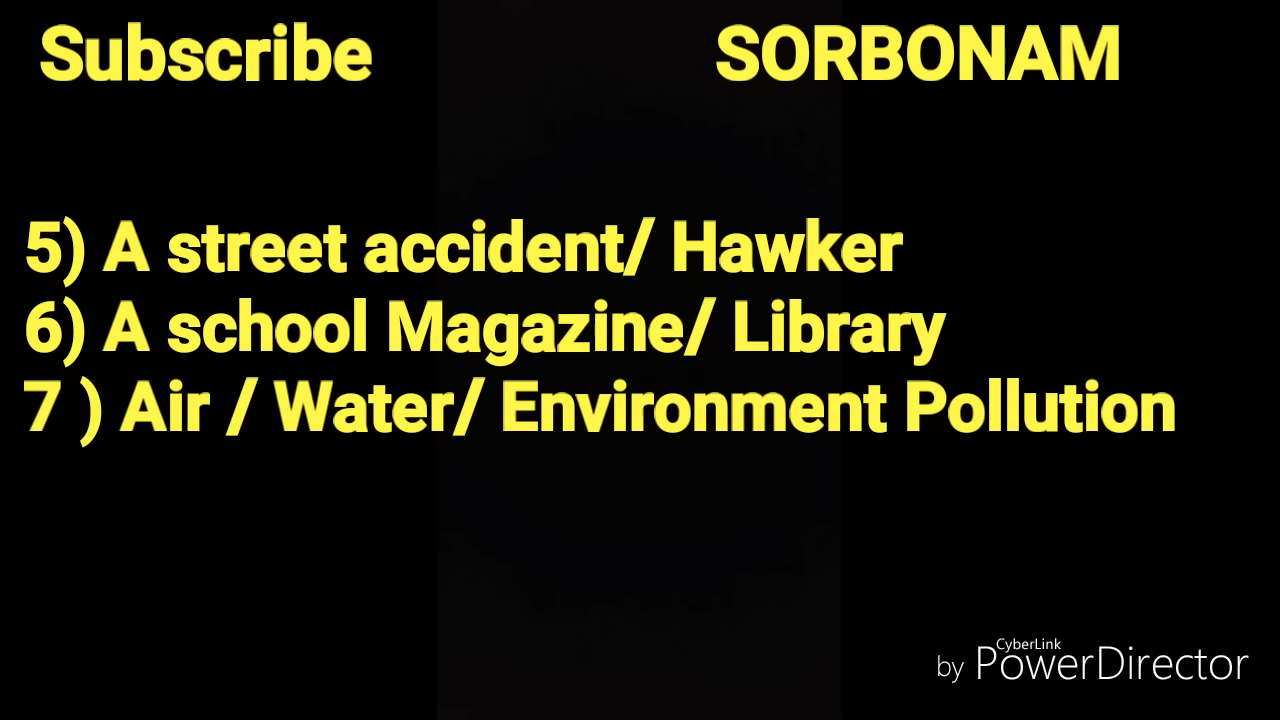 Subscribe SORBONAM
5) A street accident/ Hawker
6) A school Magazine/ Library
7 ) Air / Water/ Environment Pollution
CyberLink
by PowerDirector